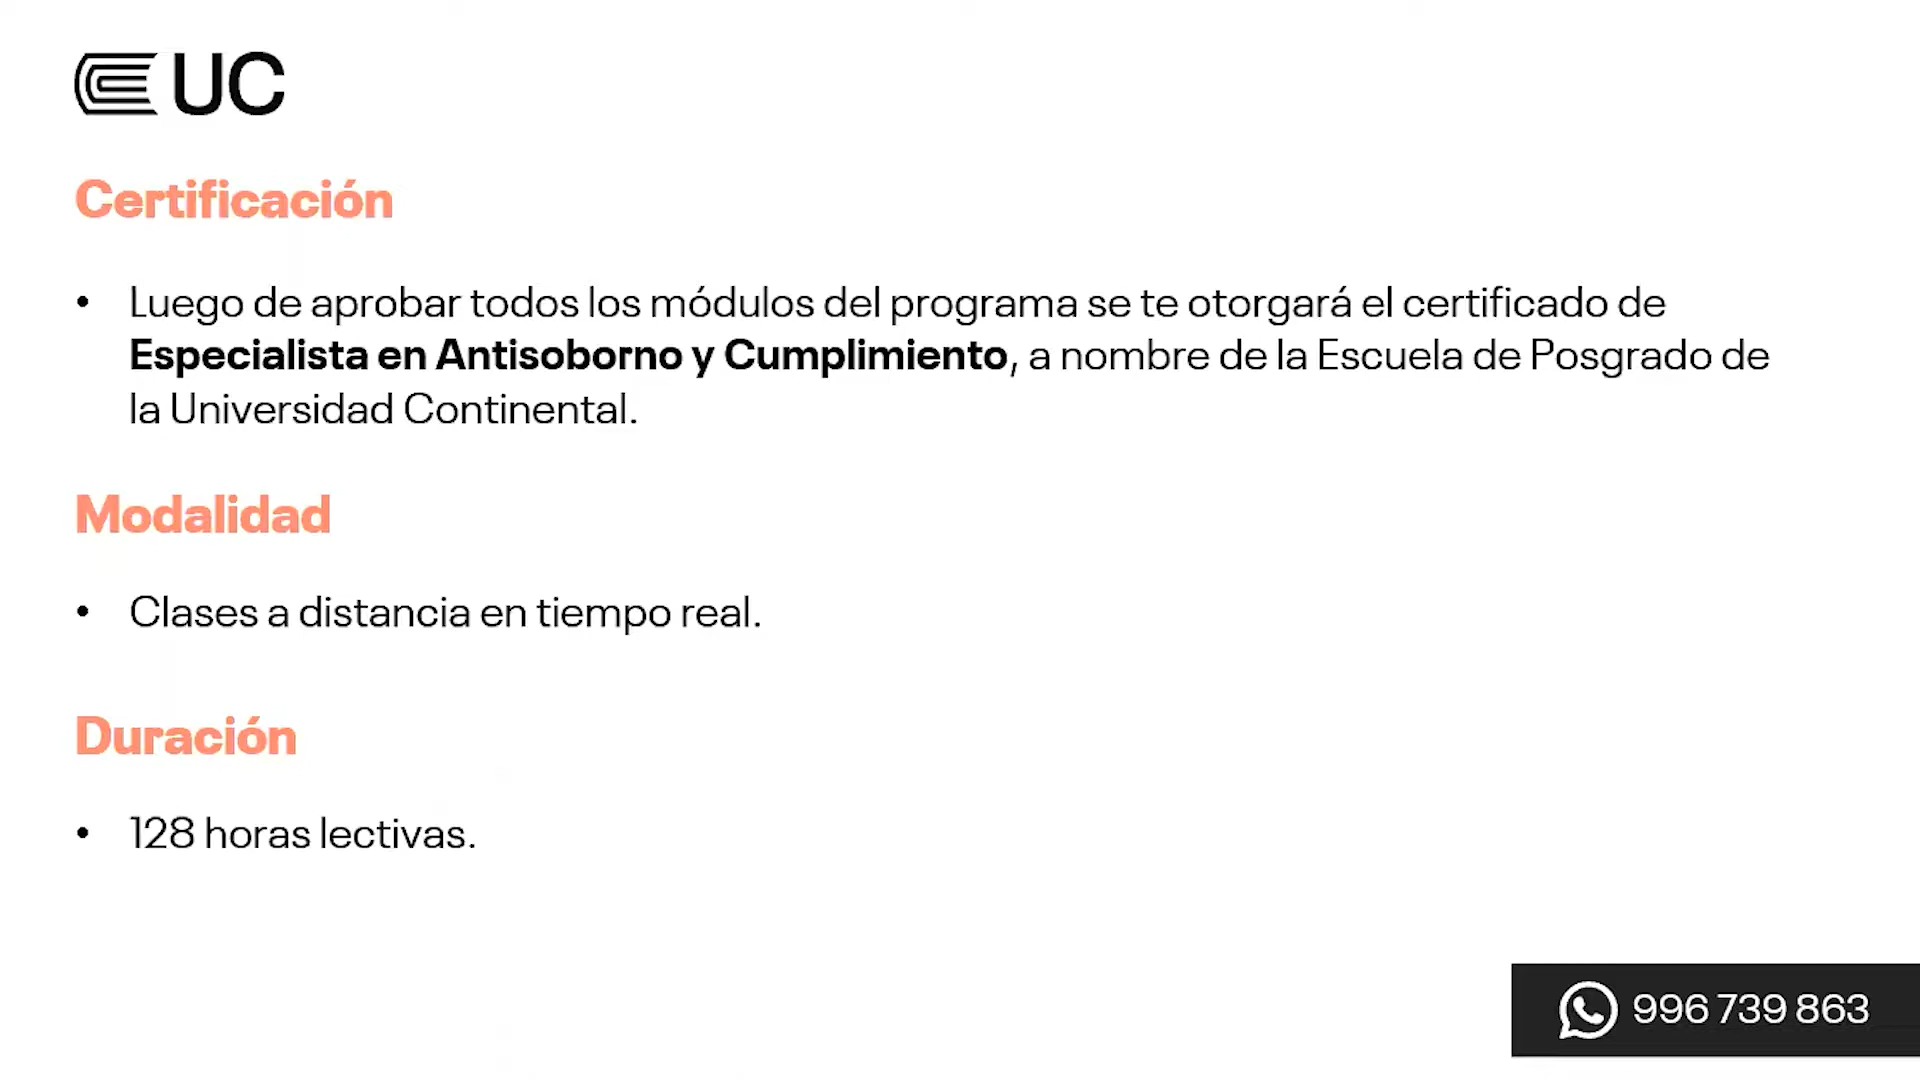 UC
Certificación
• Luego de aprobar todos los módulos del programa se te otorgará el certificado de
Especialista en Antisoborno y Cumplimiento, a nombre de la Escuela de Posgrado de
la Universidad Continental.
Modalidad
• Clases a distancia en tiempo real.
Duración
• 128 horas lectivas.
996 739 863